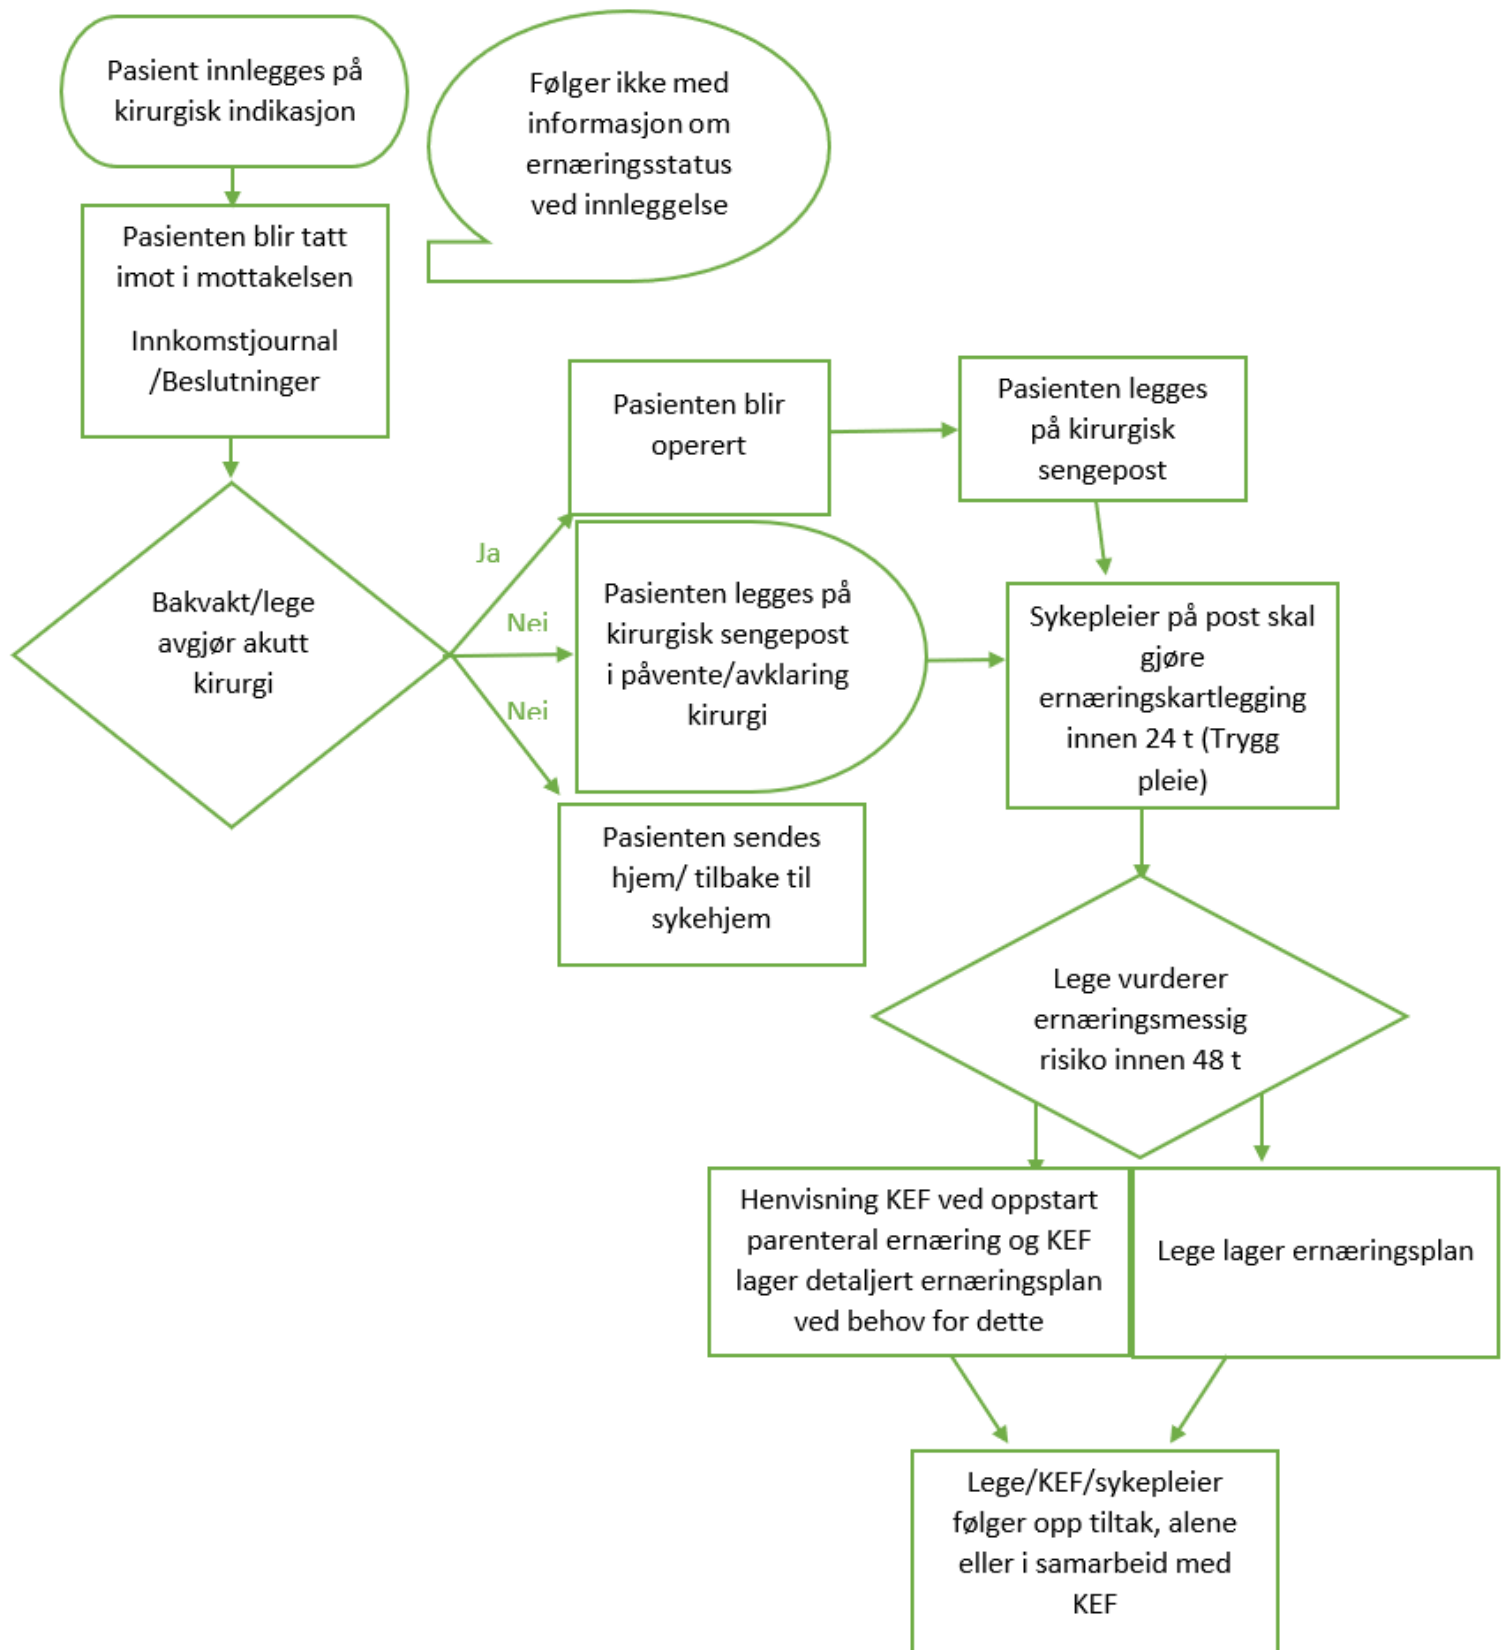 Pasient innlegges på
kirurgisk indikasjon
Følger ikke med
informasjon om
ernæringsstatus
ved innleggelse
Pasienten blir tatt
imot i mottakelsen
Innkomstjournal
/Beslutninger
Bakvakt/lege
avgjør akutt
kirurgi
Ja
Nei
Nei
Pasienten blir
operert
Pasienten legges
på kirurgisk
sengepost
Pasienten legges på
kirurgisk sengepost
i påvente/avklaring
kirurgi
Pasienten sendes
hjem/ tilbake til
sykehjem
Sykepleier på post skal
gjøre
ernæringskartlegging
innen 24 t (Trygg
pleie)
Lege vurderer
ernæringsmessig
risiko innen 48 t
Henvisning KEF ved oppstart
parenteral ernæring og KEF
lager detaljert ernæringsplan
ved behov for dette
Lege lager ernæringsplan
Lege/KEF/sykepleier
følger opp tiltak, alene
eller i samarbeid med
KEF